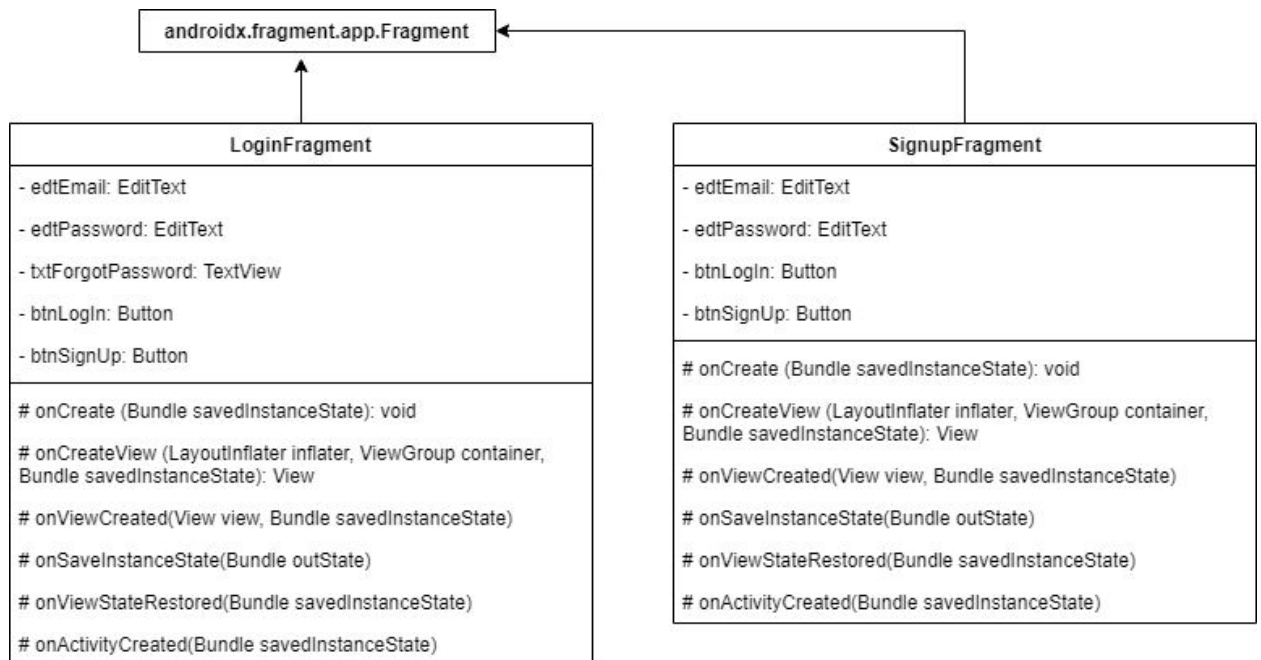 androidx.fragment.app.Fragment
LoginFragment
- edtEmail: EditText
- edtPassword: EditText
- txtForgotPassword: TextView
- btnLogIn: Button
- btnSignUp: Button
# onCreate (Bundle savedInstanceState): void
# onCreateView (LayoutInflater inflater, ViewGroup container,
Bundle savedInstanceState): View
# onViewCreated(View view, Bundle savedInstanceState)
# onSaveInstanceState(Bundle outState)
# onViewStateRestored(Bundle savedInstanceState)
# onActivityCreated(Bundle savedInstanceState)
SignupFragment
- edtEmail: EditText
- edtPassword: EditText
- btnLogIn: Button
- btnSignUp: Button
# onCreate (Bundle savedInstanceState): void
# onCreateView (LayoutInflater inflater, ViewGroup container,
Bundle savedInstanceState): View
# onViewCreated(View view, Bundle savedInstanceState)
# onSaveInstanceState(Bundle outState)
# onViewStateRestored(Bundle savedInstanceState)
# onActivityCreated(Bundle savedInstanceState)